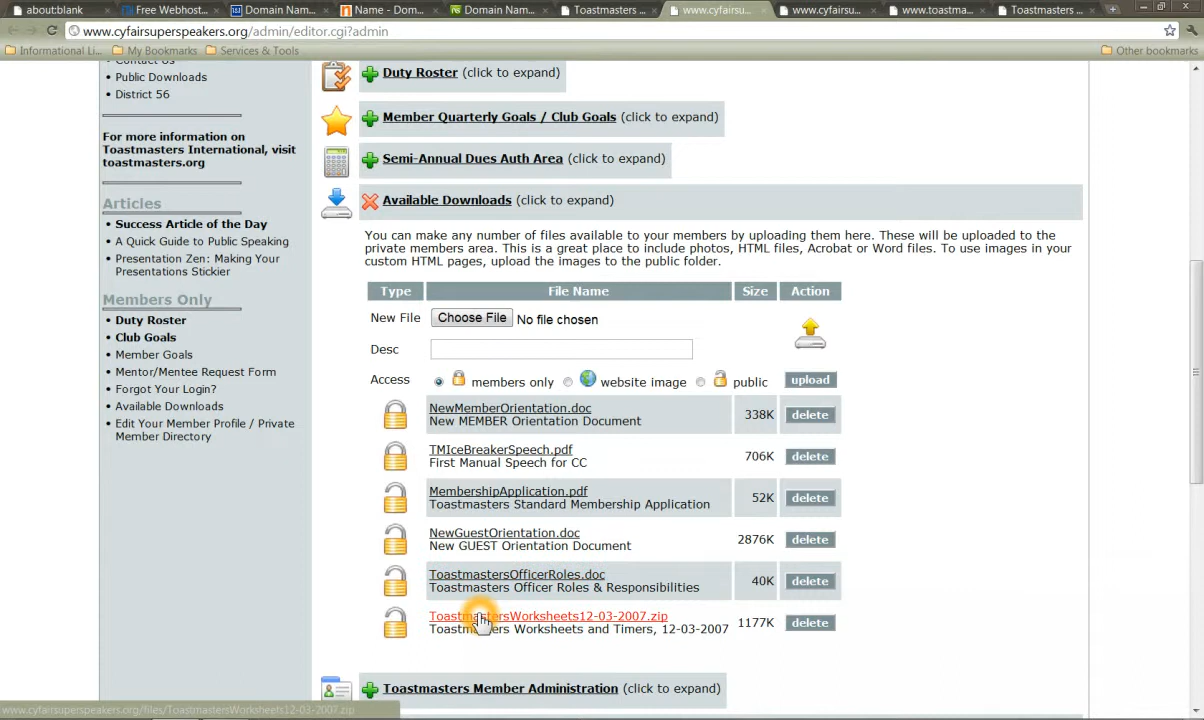 about:blank
Free Webhost...
Domain Nam...
Name - Dom...
Domain Nam...
Toastmasters ...
www.cyfairsu...
www.cyfairsu...
www.toastma...
Toastmasters ...
www.cyfairsuperspeakers.org/admin/editor.cgi?admin
Informational Li...
My Bookmarks
Services & Tools
Other bookmarks
Contact Us
Public Downloads
District 56
For more information on
Toastmasters International, visit
toastmasters.org
Articles
Success Article of the Day
A Quick Guide to Public Speaking
Presentation Zen: Making Your
Presentations Stickier
Members Only
Duty Roster
Club Goals
Member Goals
Mentor/Mentee Request Form
Forgot Your Login?
Available Downloads
Edit Your Member Profile / Private
Member Directory
Duty Roster (click to expand)
Member Quarterly Goals / Club Goals (click to expand)
Semi-Annual Dues Auth Area (click to expand)
Available Downloads (click to expand)
You can make any number of files available to your members by uploading them here. These will be uploaded to the
private members area. This is a great place to include photos, HTML files, Acrobat or Word files. To use images in your
custom HTML pages, upload the images to the public folder.
Type File Name Size Action
New File Choose File No file chosen
Desc
Access members only website image public upload
NewMemberOrientation.doc
New MEMBER Orientation Document
338K delete
TMIceBreakerSpeech.pdf
First Manual Speech for CC
706K delete
MembershipApplication.pdf
Toastmasters Standard Membership Application
52K delete
NewGuestOrientation.doc
New GUEST Orientation Document
2876K delete
ToastmastersOfficerRoles.doc
Toastmasters Officer Roles & Responsibilities
40K delete
ToastmastersWorksheets12-03-2007.zip
Toastmasters Worksheets and Timers, 12-03-2007
1177K delete
Toastmasters Member Administration (click to expand)
www.cyfairsuperspeakers.org/files/ToastmastersWorksheets12-03-2007.zip